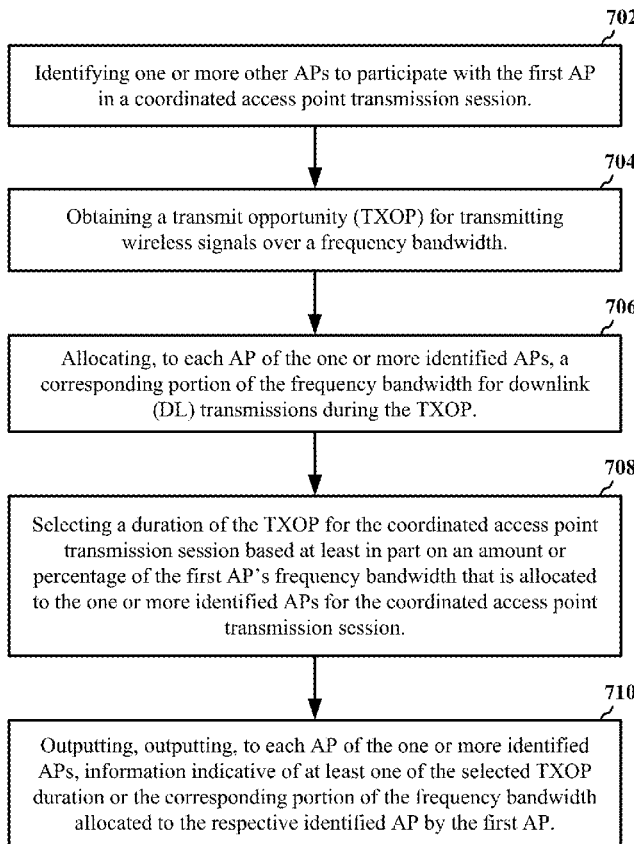 702
Identifying one or more other APs to participate with the first AP
in a coordinated access point transmission session.
704
Obtaining a transmit opportunity (TXOP) for transmitting
wireless signals over a frequency bandwidth.
706
Allocating, to each AP of the one or more identified APs, a
corresponding portion of the frequency bandwidth for downlink
(DL) transmissions during the TXOP.
708
Selecting a duration of the TXOP for the coordinated access point
transmission session based at least in part on an amount or
percentage of the first AP's frequency bandwidth that is allocated
to the one or more identified APs for the coordinated access point
transmission session.
710
Outputting, outputting, to each AP of the one or more identified
APs, information indicative of at least one of the selected TXOP
duration or the corresponding portion of the frequency bandwidth
allocated to the respective identified AP by the first AP.